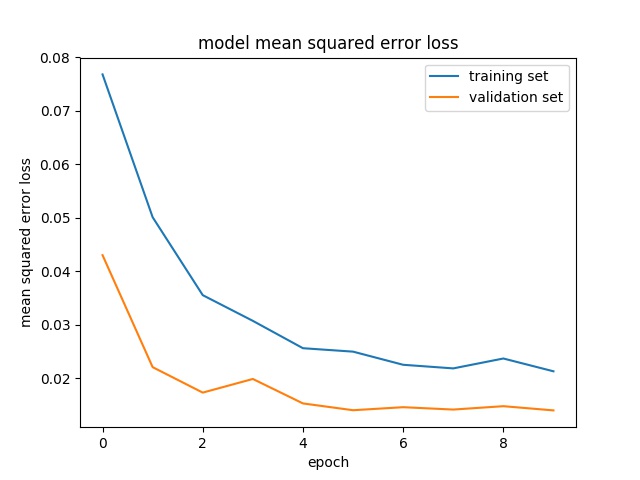 model mean squared error loss
training set
validation set
0.08
0.07
0.06
0.05
0.04
0.03
0.02
mean squared error loss
0 2 4 6 8
epoch